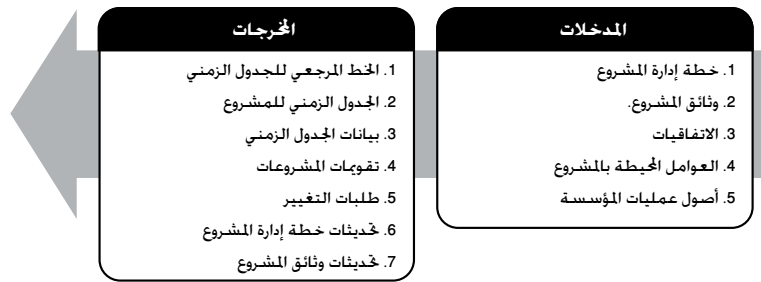 المدخلات
1. خطة إدارة المشروع
2. وثائق المشروع.
3. الاتفاقيات
4. العوامل المحيطة بالمشروع
5. أصول عمليات المؤسسة
المخرجات
1. الخط المرجعي للجدول الزمني
2. الجدول الزمني للمشروع
3. بيانات الجدول الزمني
4. تقويمات المشروعات
5. طلبات التغيير
6. تحديثات خطة إدارة المشروع
7. تحديثات وثائق المشروع